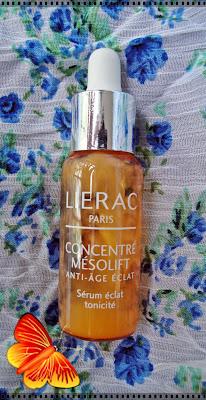 LIERAC
PARIS
CONCENTRÉ
MÉSOLIFT
ANTI-ÂGE ÉCLAT
Sérum éclat
tonicité